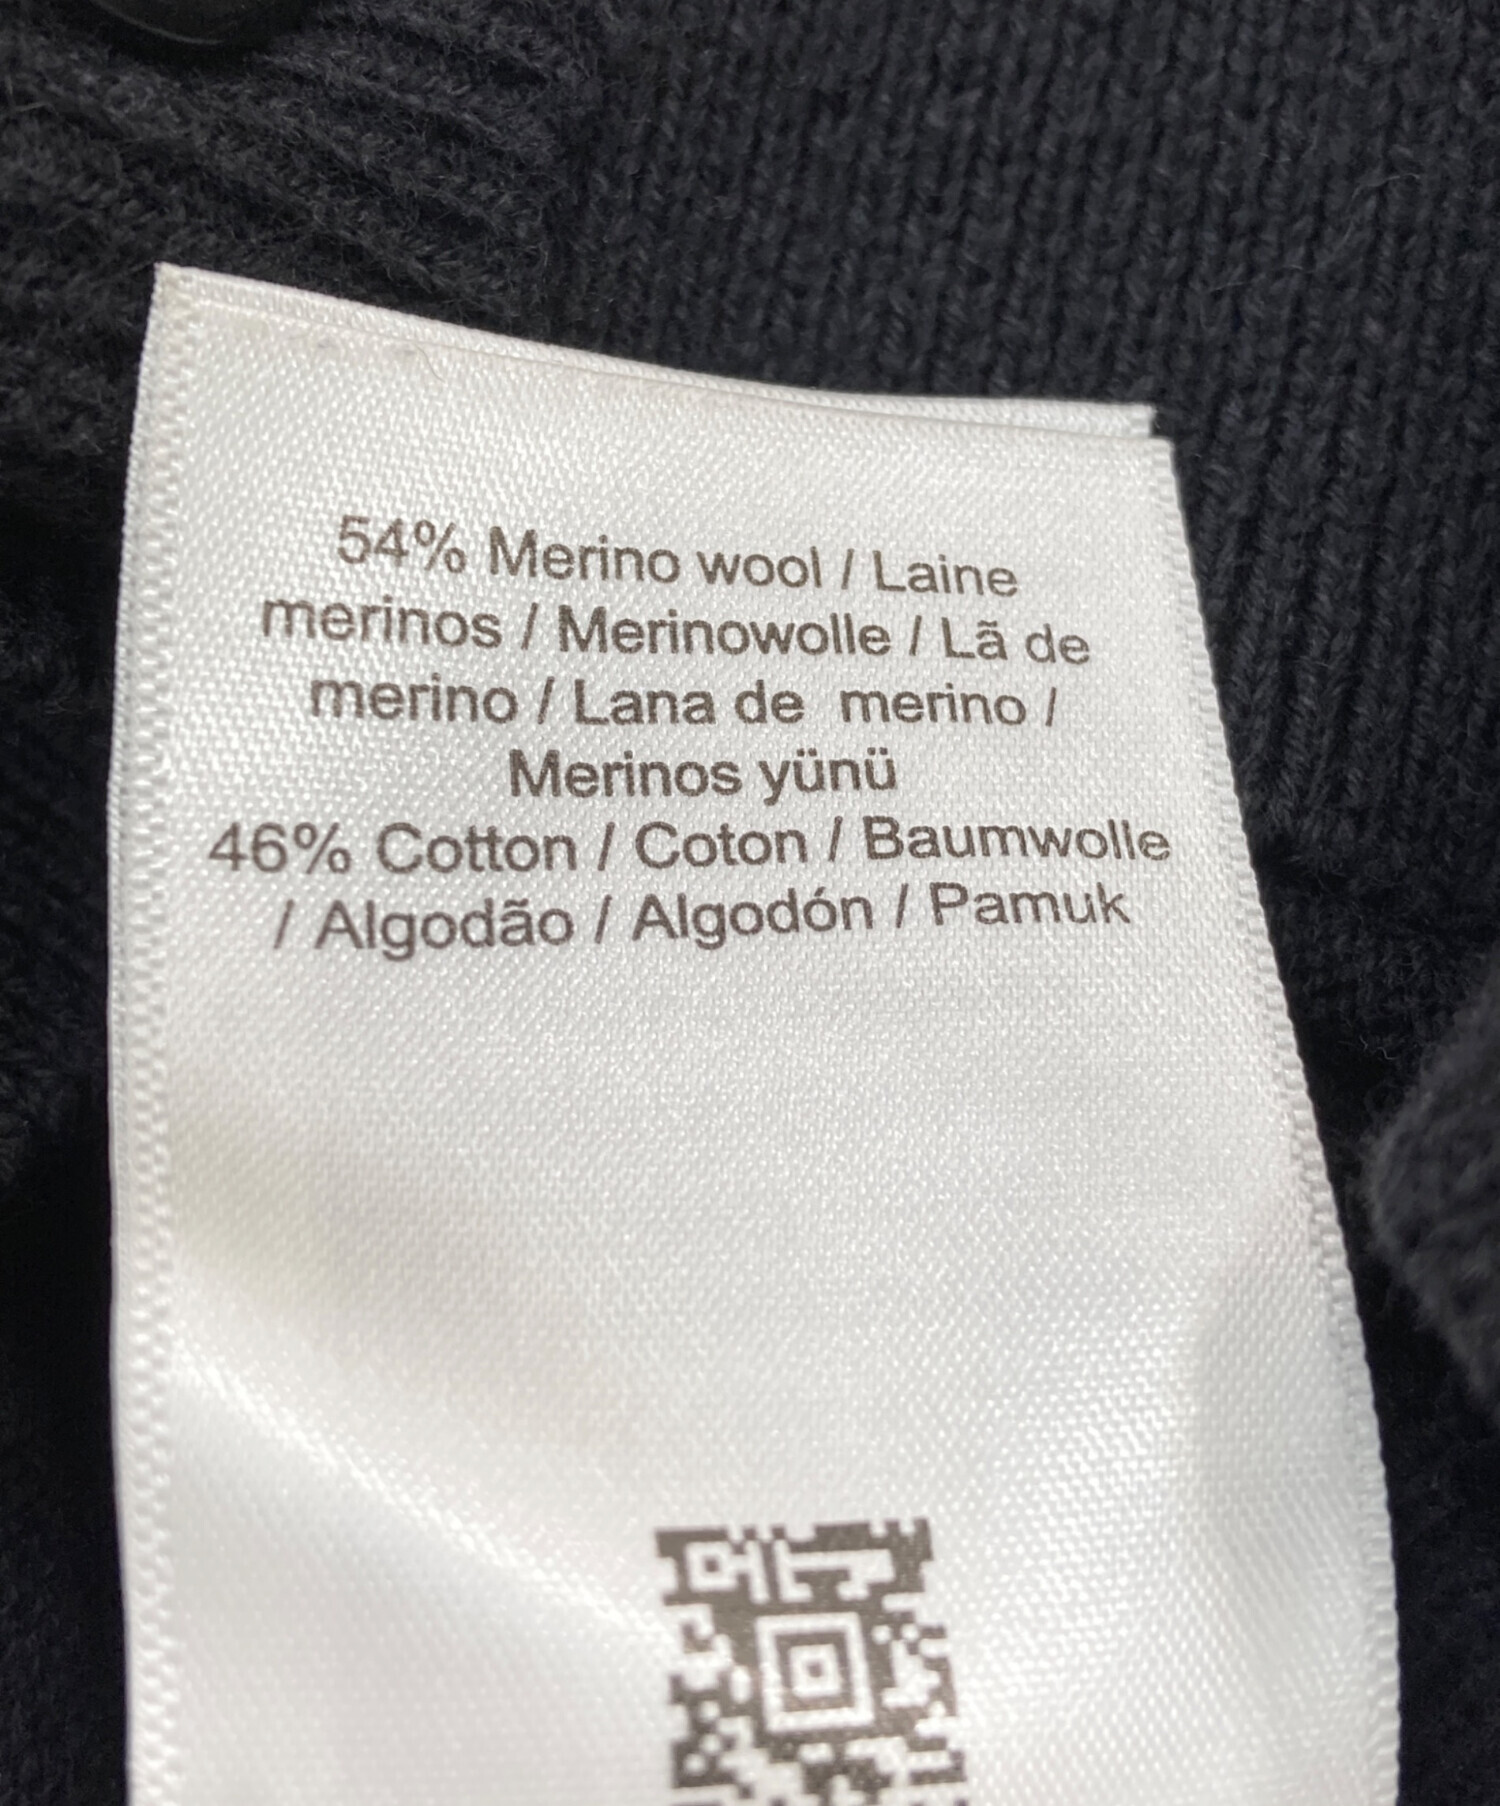 54% Merino wool / Laine
merinos / Merinowolle / Lã de
merino / Lana de merino /
Merinos yünü
46% Cotton / Coton / Baumwolle
/ Algodão / Algodón / Pamuk